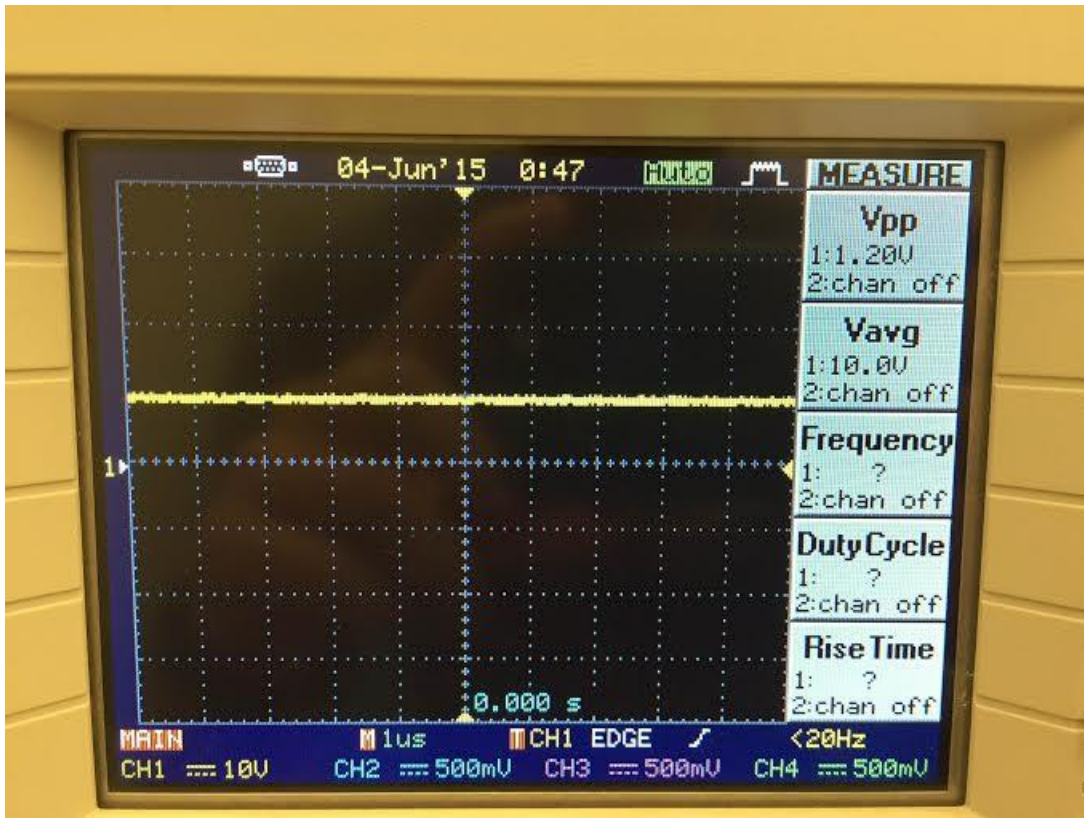 04-Jun'15 0:47 Auto MEASURE
Vpp
1:1.20V
2:chan off
Vavg
1:10.0V
2:chan off
Frequency
1: ?
2:chan off
Duty Cycle
1: ?
2:chan off
Rise Time
1: ?
2:chan off
1
0.000 s
MAIN M 1us T CH1 EDGE <20Hz
CH1 10V CH2 500mV CH3 500mV CH4 500mV